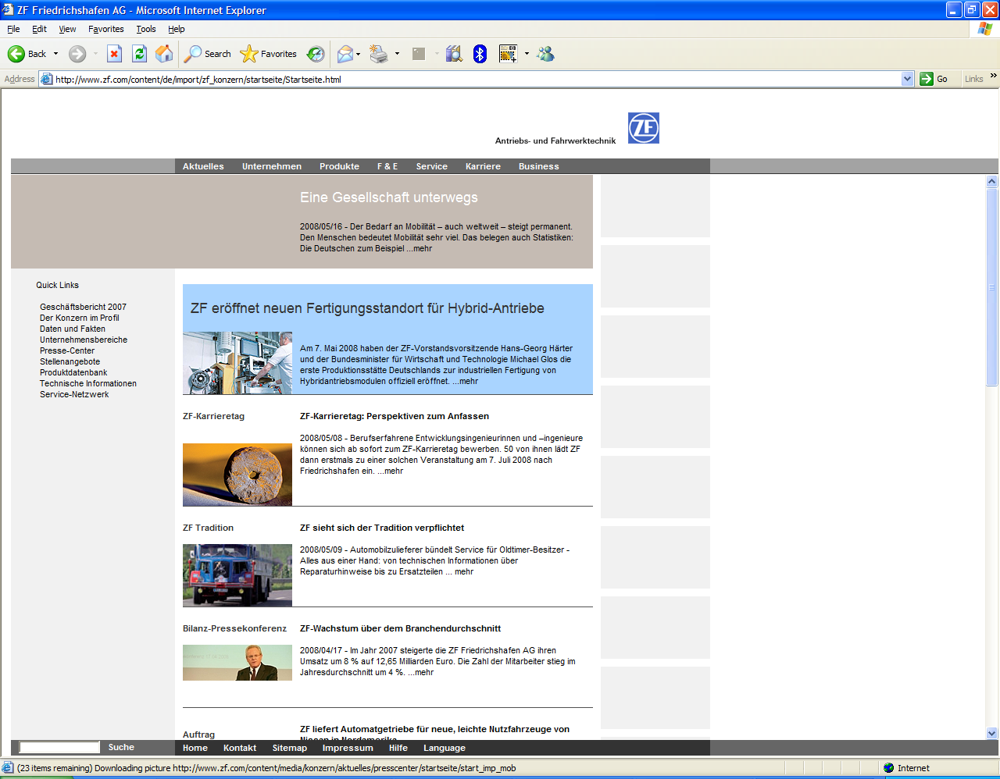 ZF Friedrichshafen AG - Microsoft Internet Explorer
File Edit View Favorites Tools Help
Back Search Favorites
Address http://www.zf.com/content/de/import/zf_konzern/startseite/Startseite.html Go Links »
Antriebs- und Fahrwerktechnik ZF
Aktuelles Unternehmen Produkte F & E Service Karriere Business
Eine Gesellschaft unterwegs
2008/05/16 - Der Bedarf an Mobilität – auch weltweit – steigt permanent.
Den Menschen bedeutet Mobilität sehr viel. Das belegen auch Statistiken:
Die Deutschen zum Beispiel ...mehr
Quick Links
Geschäftsbericht 2007
Der Konzern im Profil
Daten und Fakten
Unternehmensbereiche
Presse-Center
Stellenangebote
Produktdatenbank
Technische Informationen
Service-Netzwerk
ZF eröffnet neuen Fertigungsstandort für Hybrid-Antriebe
Am 7. Mai 2008 haben der ZF-Vorstandsvorsitzende Hans-Georg Härter
und der Bundesminister für Wirtschaft und Technologie Michael Glos die
erste Produktionsstätte Deutschlands zur industriellen Fertigung von
Hybridantriebsmodulen offiziell eröffnet. ...mehr
ZF-Karrieretag
ZF-Karrieretag: Perspektiven zum Anfassen
2008/05/08 - Berufserfahrene Entwicklungsingenieurinnen und –ingenieure
können sich ab sofort zum ZF-Karrieretag bewerben. 50 von ihnen lädt ZF
dann erstmals zu einer solchen Veranstaltung am 7. Juli 2008 nach
Friedrichshafen ein. ...mehr
ZF Tradition
ZF sieht sich der Tradition verpflichtet
2008/05/09 - Automobilzulieferer bündelt Service für Oldtimer-Besitzer -
Alles aus einer Hand: von technischen Informationen über
Reparaturhinweise bis zu Ersatzteilen ... mehr
Bilanz-Pressekonferenz
ZF-Wachstum über dem Branchendurchschnitt
2008/04/17 - Im Jahr 2007 steigerte die ZF Friedrichshafen AG ihren
Umsatz um 8 % auf 12,65 Milliarden Euro. Die Zahl der Mitarbeiter stieg im
Jahresdurchschnitt um 4 %. ...mehr
Auftrag
ZF liefert Automatgetriebe für neue, leichte Nutzfahrzeuge von
Nissan in Nordamerika
Suche Home Kontakt Sitemap Impressum Hilfe Language
(23 items remaining) Downloading picture http://www.zf.com/content/media/konzern/aktuelles/presscenter/startseite/start_imp_mob Internet